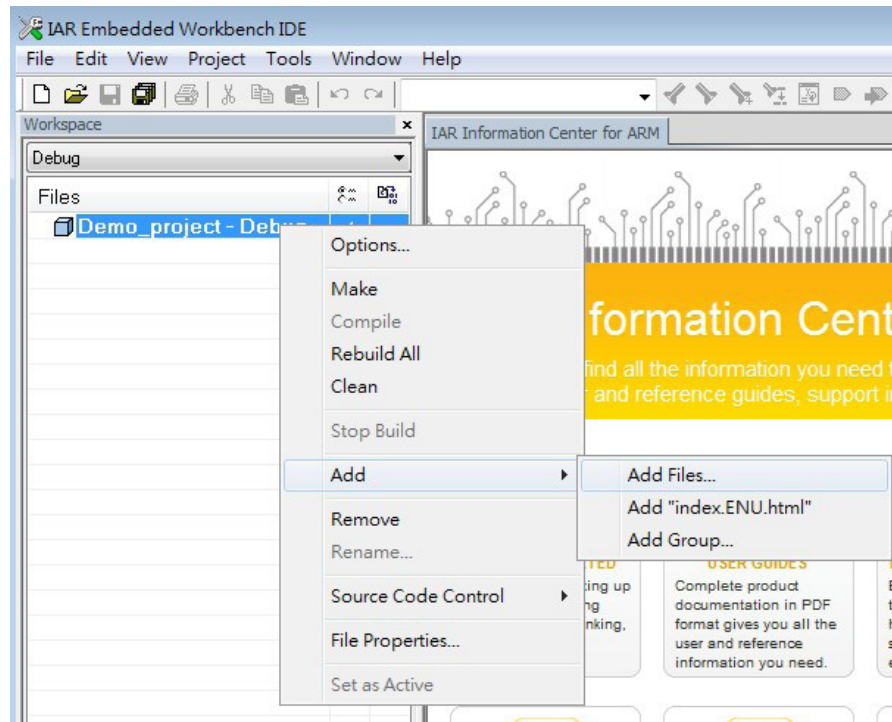 IAR Embedded Workbench IDE
File Edit View Project Tools Window Help
Workspace
IAR Information Center for ARM
Debug
Files
Demo_project - Deb
Options...
Make
Compile
Rebuild All
Clean
Stop Build
Add
Remove
Rename...
Source Code Control
File Properties...
Set as Active
Add Files...
Add "index.ENU.html"
Add Group...
formation Cent
find all the information you need
and reference guides, support
USER GUIDES
Complete product
documentation in PDF
format gives you all the
user and reference
information you need.
ing up
nking,